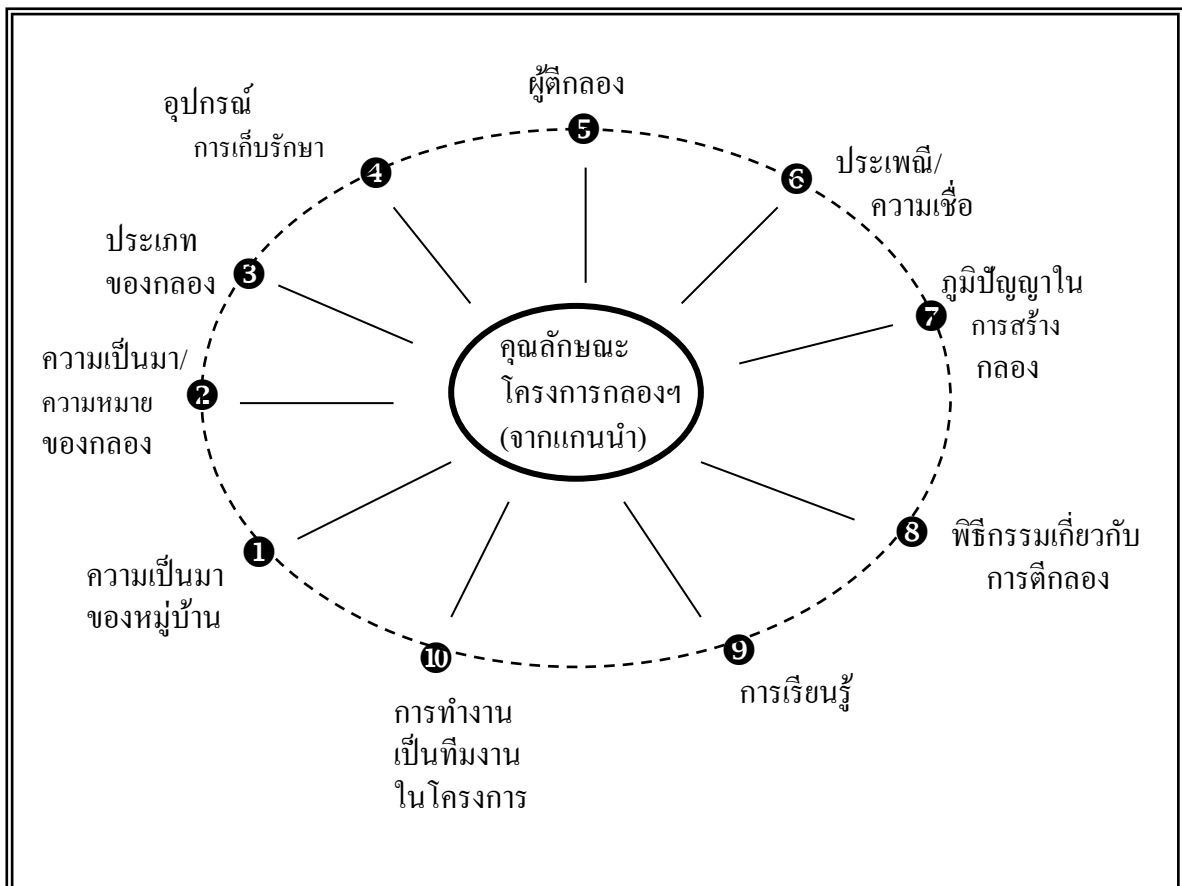 คุณลักษณะ
โครงการกลองฯ
(จากแกนนำ)
❶
ความเป็นมา
ของหมู่บ้าน
❷
ความเป็นมา/
ความหมาย
ของกลอง
❸
ประเภท
ของกลอง
❹
อุปกรณ์
การเก็บรักษา
❺
ผู้ตีกลอง
❻
ประเพณี/
ความเชื่อ
❼
ภูมิปัญญาใน
การสร้าง
กลอง
❽
พิธีกรรมเกี่ยวกับ
การตีกลอง
❾
การเรียนรู้
❿
การทำงาน
เป็นทีมงาน
ในโครงการ